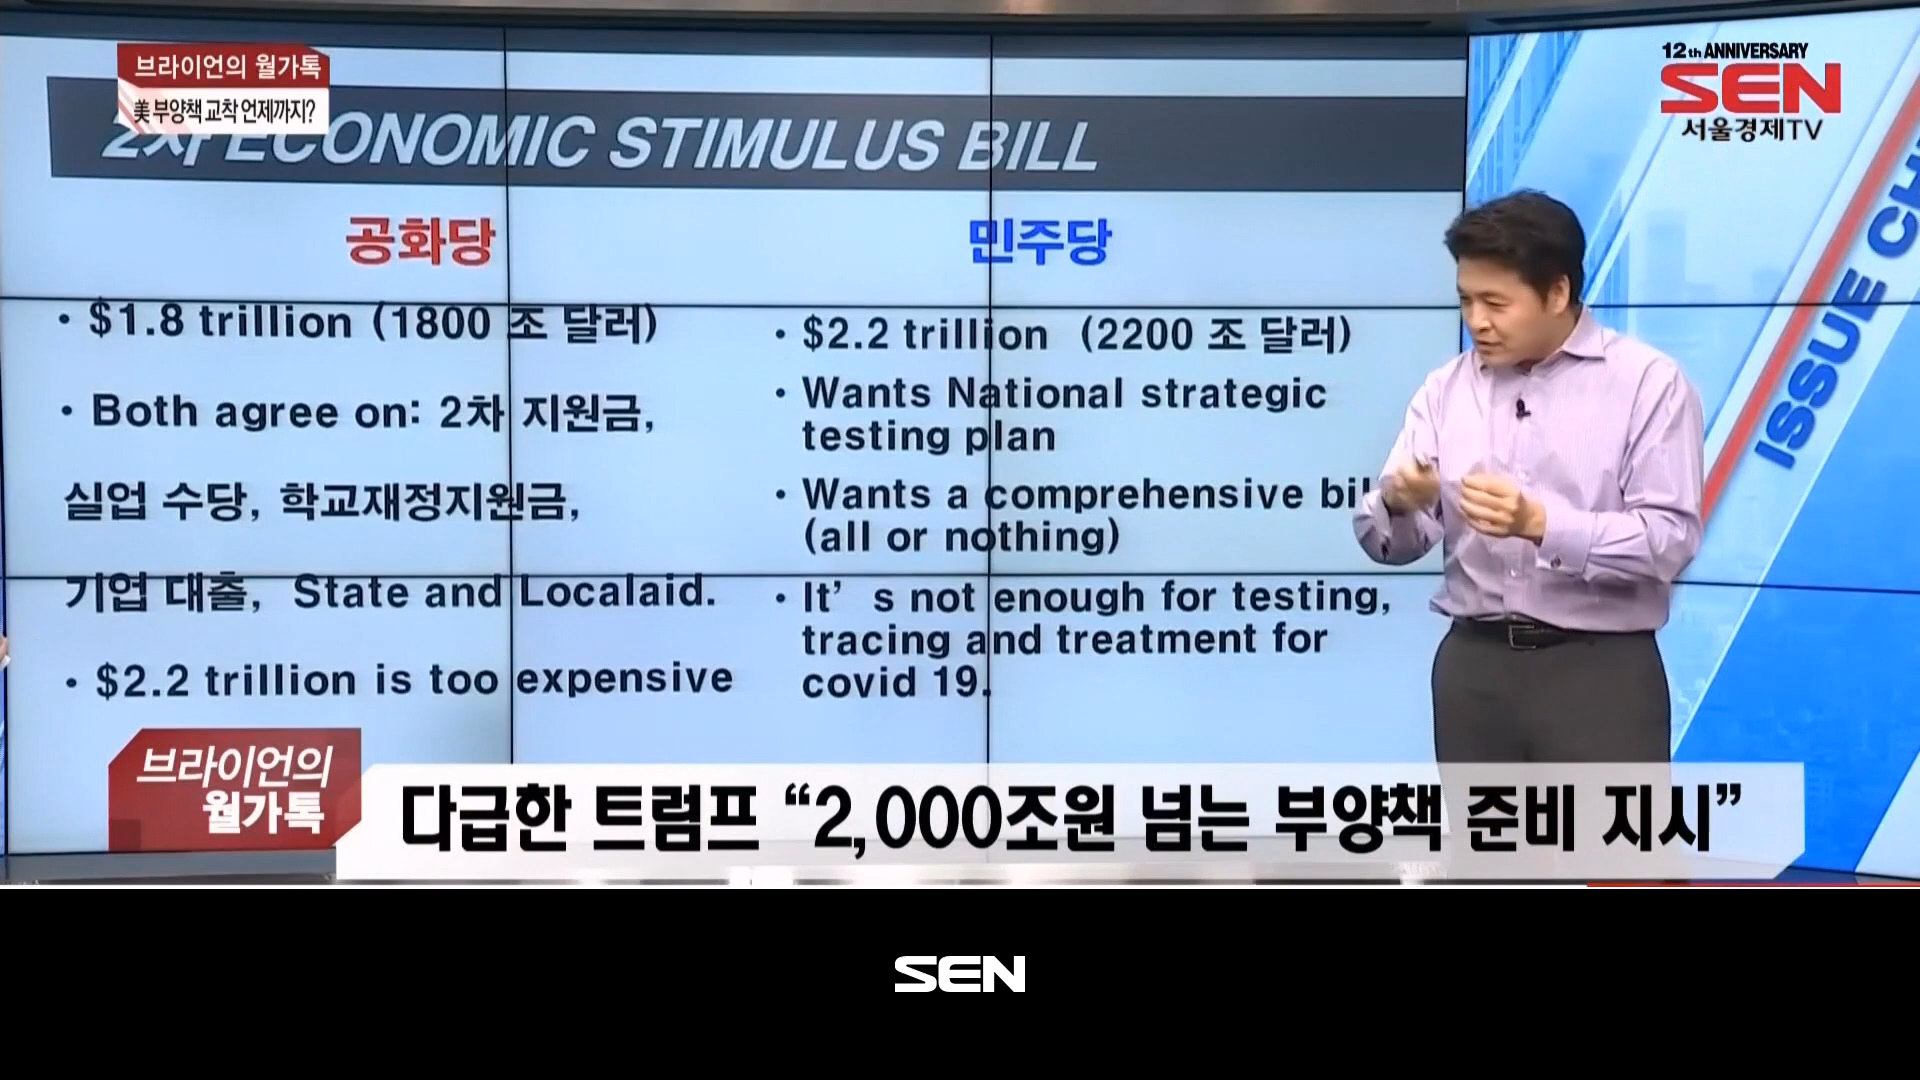 브라이언의 월가톡
美 부양책 교착 언제까지?
12th ANNIVERSARY
SEN
서울경제TV
2차 ECONOMIC STIMULUS BILL
공화당
• $1.8 trillion (1800 조 달러)
• Both agree on: 2차 지원금,
실업 수당, 학교재정지원금,
기업 대출, State and Localaid.
• $2.2 trillion is too expensive
민주당
• $2.2 trillion (2200 조 달러)
• Wants National strategic
testing plan
• Wants a comprehensive bil
(all or nothing)
• It’ s not enough for testing,
tracing and treatment for
covid 19.
ISSUE CH
브라이언의
월가톡
다급한 트럼프 “2,000조원 넘는 부양책 준비 지시”
SEN